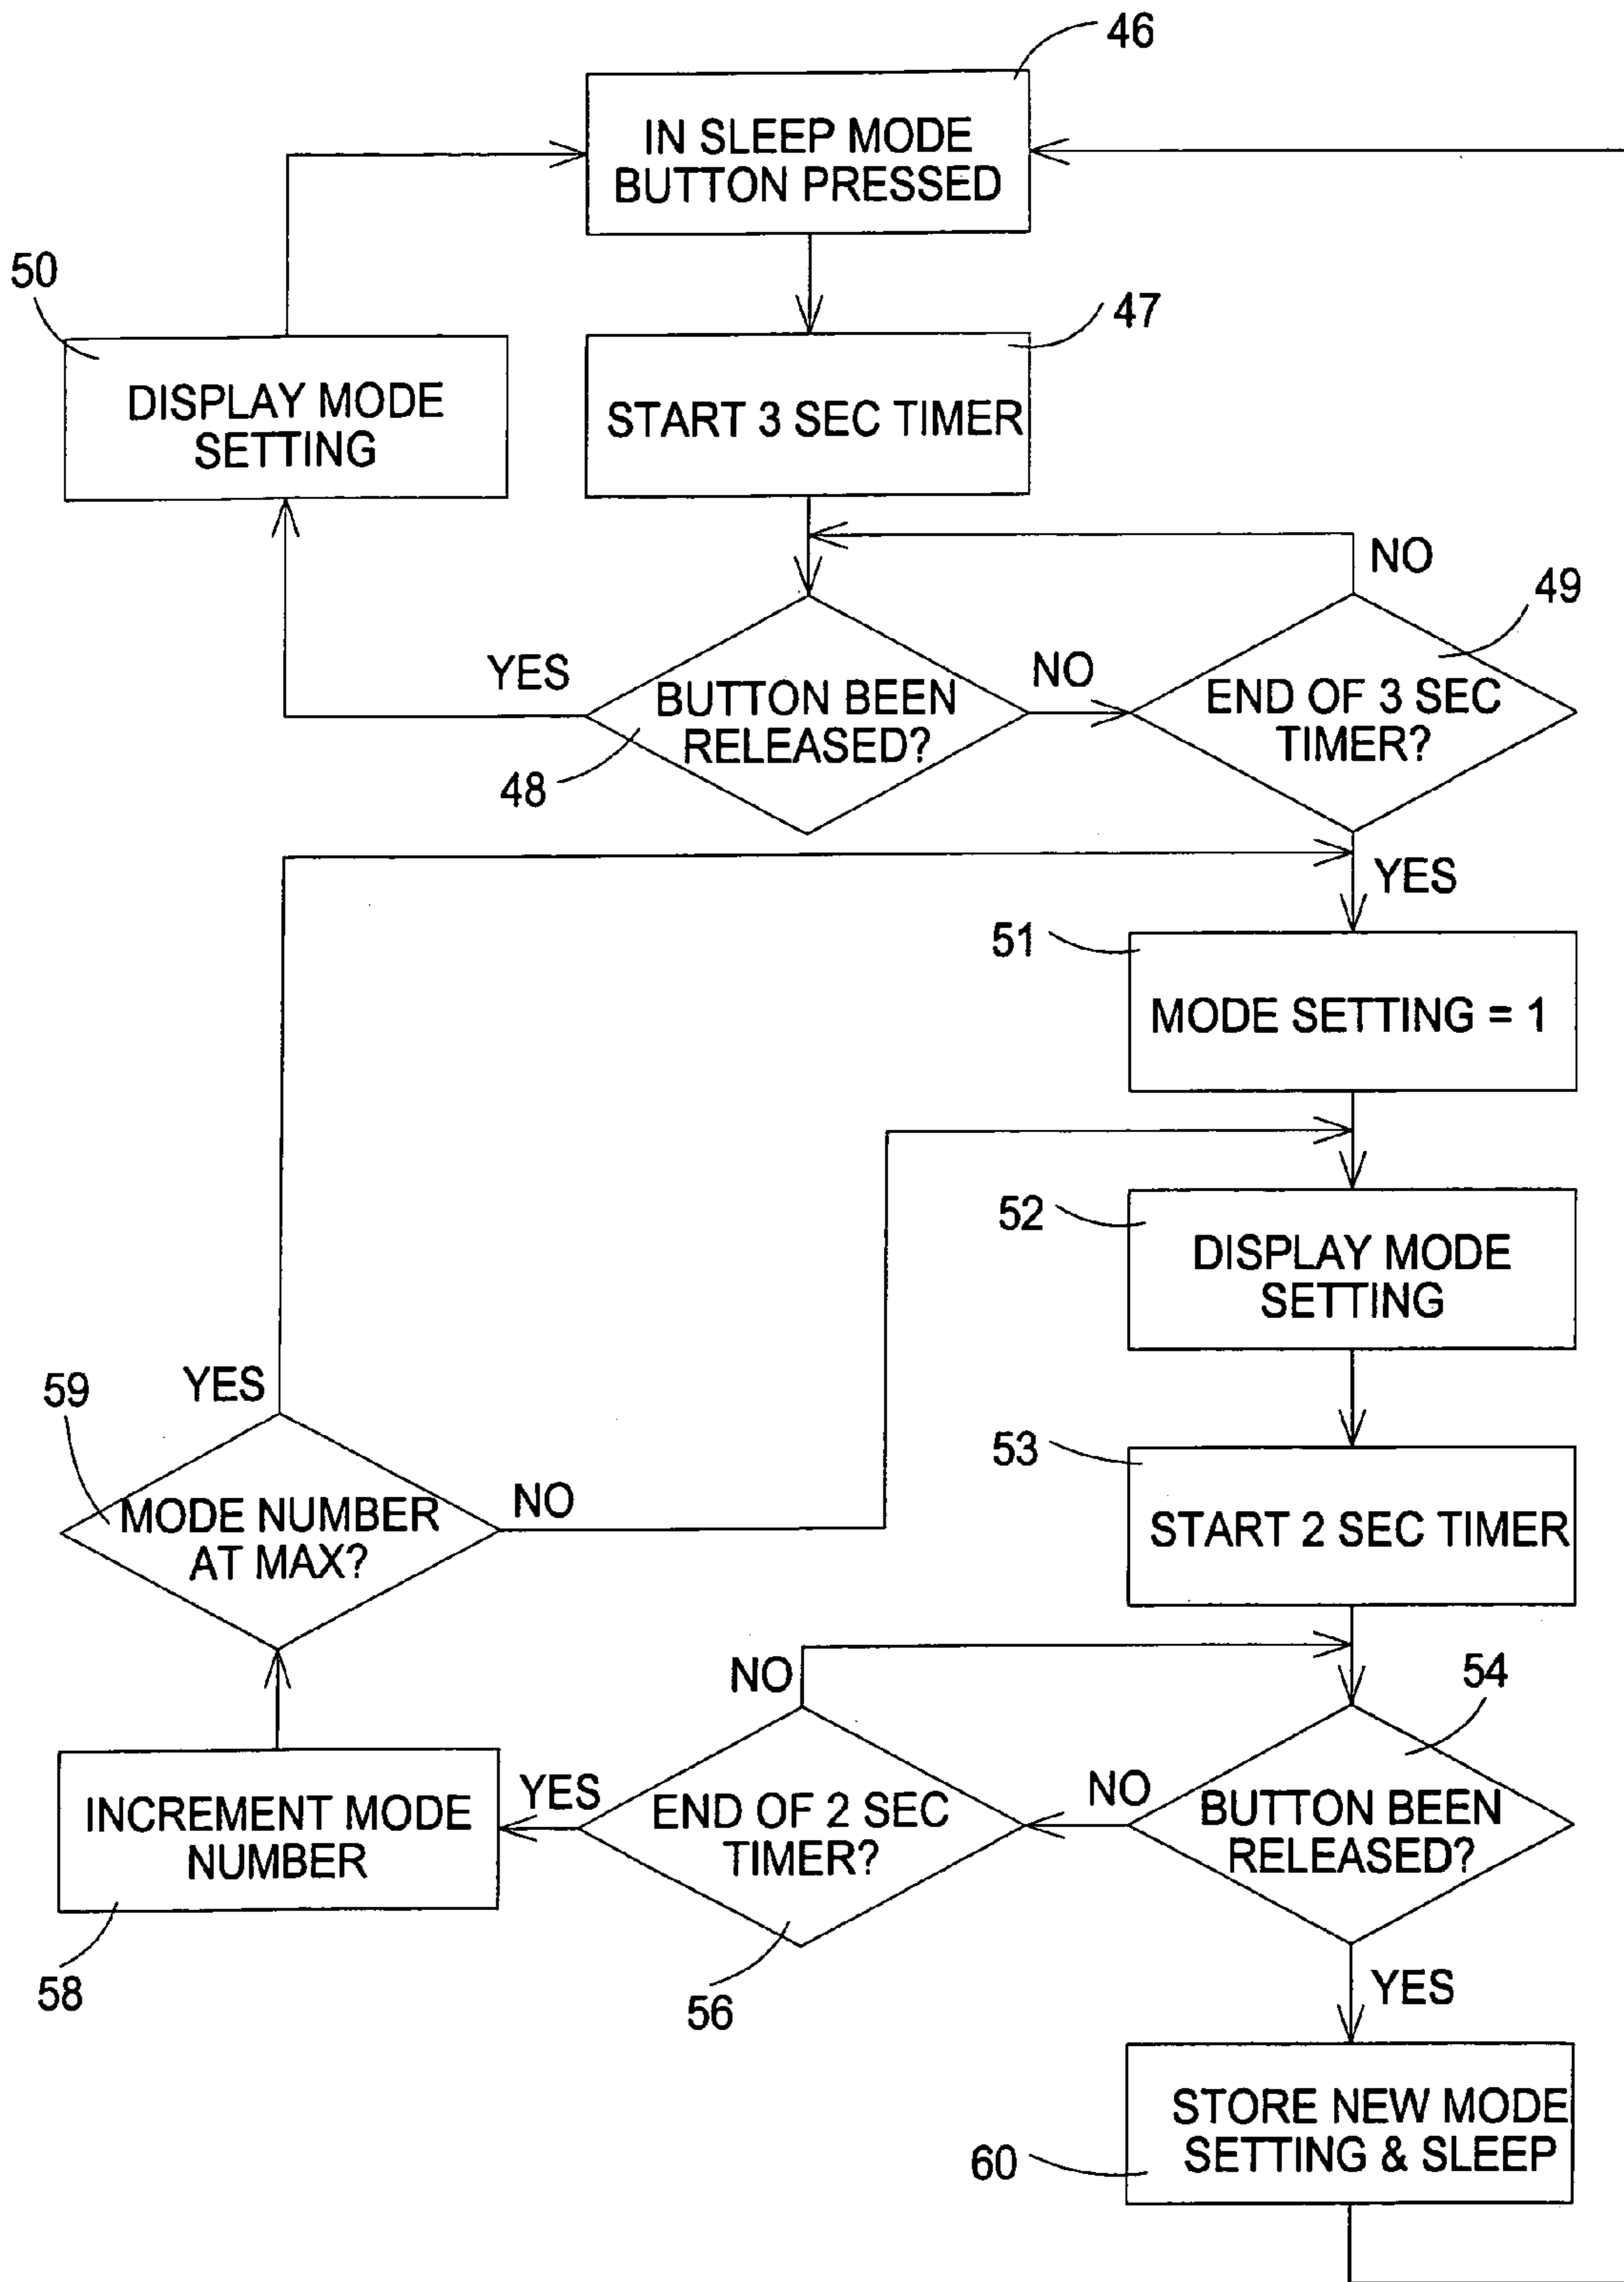 46
IN SLEEP MODE
BUTTON PRESSED
50
47
DISPLAY MODE
SETTING
START 3 SEC TIMER
NO
49
YES
NO
BUTTON BEEN
RELEASED?
END OF 3 SEC
TIMER?
48
YES
51
MODE SETTING = 1
52
DISPLAY MODE
SETTING
59
YES
53
MODE NUMBER
AT MAX?
NO
START 2 SEC TIMER
NO
54
INCREMENT MODE
NUMBER
YES
END OF 2 SEC
TIMER?
NO
BUTTON BEEN
RELEASED?
58
56
YES
STORE NEW MODE
SETTING & SLEEP
60